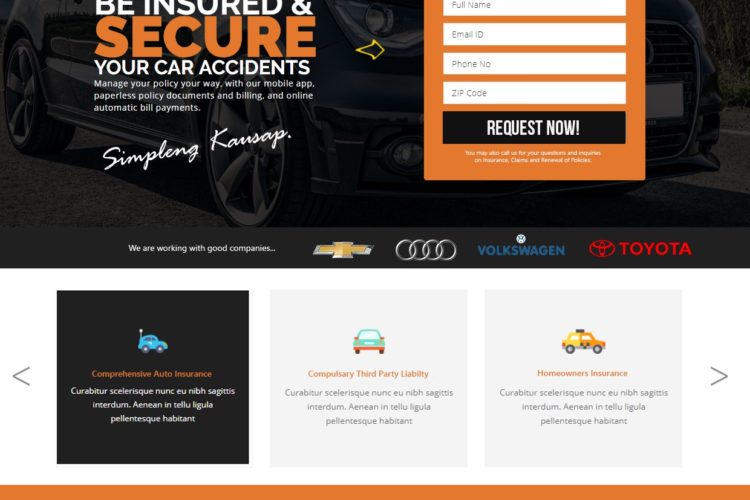 BE INSURED &
SECURE
YOUR CAR ACCIDENTS
Manage your policy your way, with our mobile app,
paperless policy documents and billing, and online
automatic bill payments.
Simpleng Kausap.
Full Name
Email ID
Phone No
ZIP Code
REQUEST NOW!
You may also call us for your questions and inquiries
on Insurance, Claims and Renewal of Policies:
We are working with good companies...
VOLKSWAGEN
TOYOTA
<
Comprehensive Auto Insurance
Curabitur scelerisque nunc eu nibh sagittis
interdum. Aenean in tellu ligula
pellentesque habitant
Compulsary Third Party Liabilty
Curabitur scelerisque nunc eu nibh sagittis
interdum. Aenean in tellu ligula
pellentesque habitant
Homeowners Insurance
Curabitur scelerisque nunc eu nibh sagittis
interdum. Aenean in tellu ligula
pellentesque habitant
>